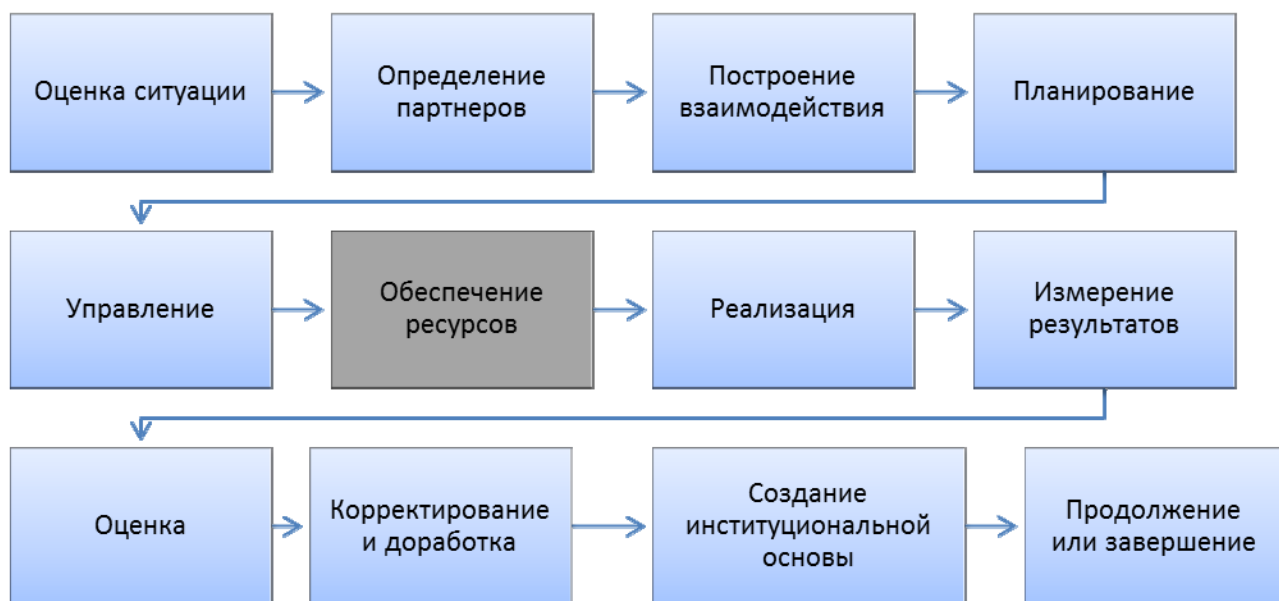 Оценка ситуации
Определение
партнеров
Построение
взаимодействия
Планирование
Управление
Обеспечение
ресурсов
Реализация
Измерение
результатов
Оценка
Корректирование
и доработка
Создание
институциональной
основы
Продолжение
или завершение